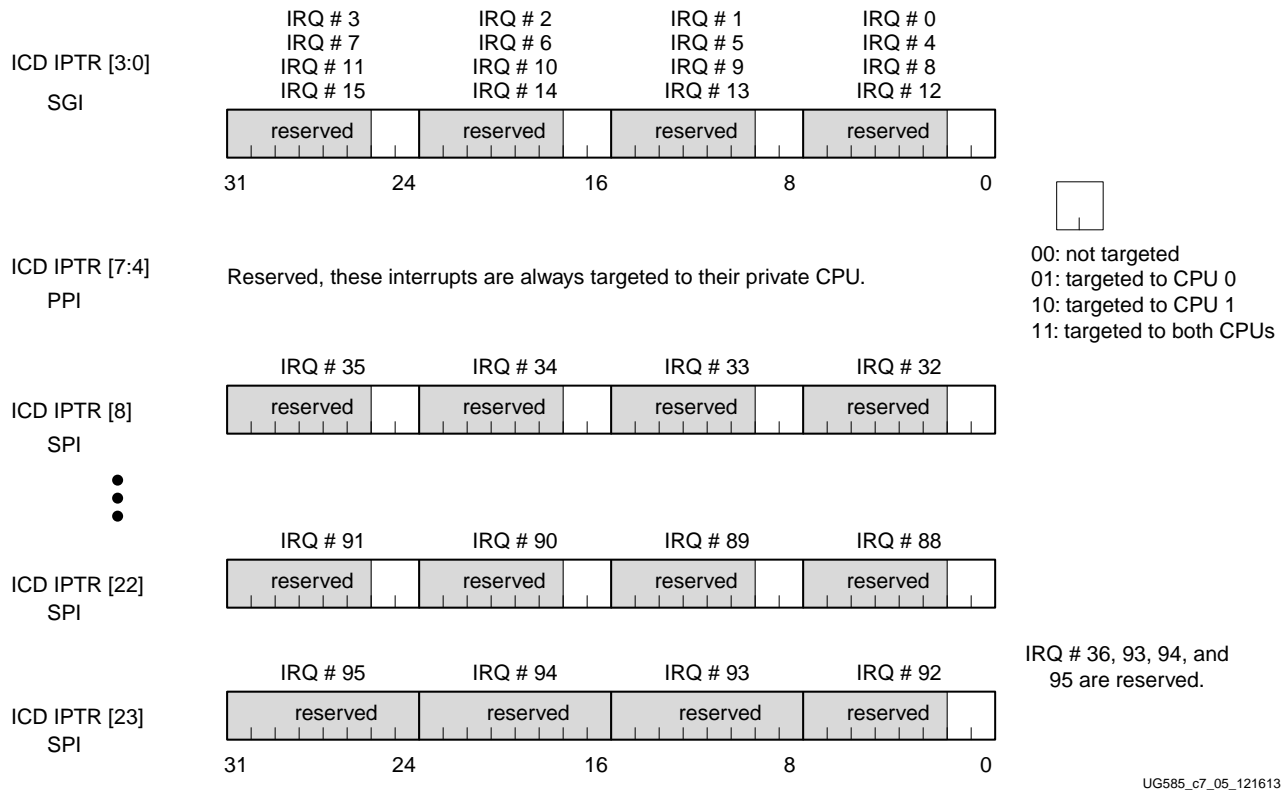 IRQ # 3 IRQ # 2 IRQ # 1 IRQ # 0
IRQ # 7 IRQ # 6 IRQ # 5 IRQ # 4
ICD IPTR [3:0] IRQ # 11 IRQ # 10 IRQ # 9 IRQ # 8
SGI IRQ # 15 IRQ # 14 IRQ # 13 IRQ # 12
reserved reserved reserved reserved
31 24 16 8 0
ICD IPTR [7:4]
PPI
Reserved, these interrupts are always targeted to their private CPU.
00: not targeted
01: targeted to CPU 0
10: targeted to CPU 1
11: targeted to both CPUs
IRQ # 35 IRQ # 34 IRQ # 33 IRQ # 32
ICD IPTR [8] reserved reserved reserved reserved
SPI
IRQ # 91 IRQ # 90 IRQ # 89 IRQ # 88
ICD IPTR [22] reserved reserved reserved reserved
SPI
IRQ # 95 IRQ # 94 IRQ # 93 IRQ # 92
IRQ # 36, 93, 94, and
95 are reserved.
ICD IPTR [23] reserved reserved reserved reserved
SPI
31 24 16 8 0
UG585_c7_05_121613